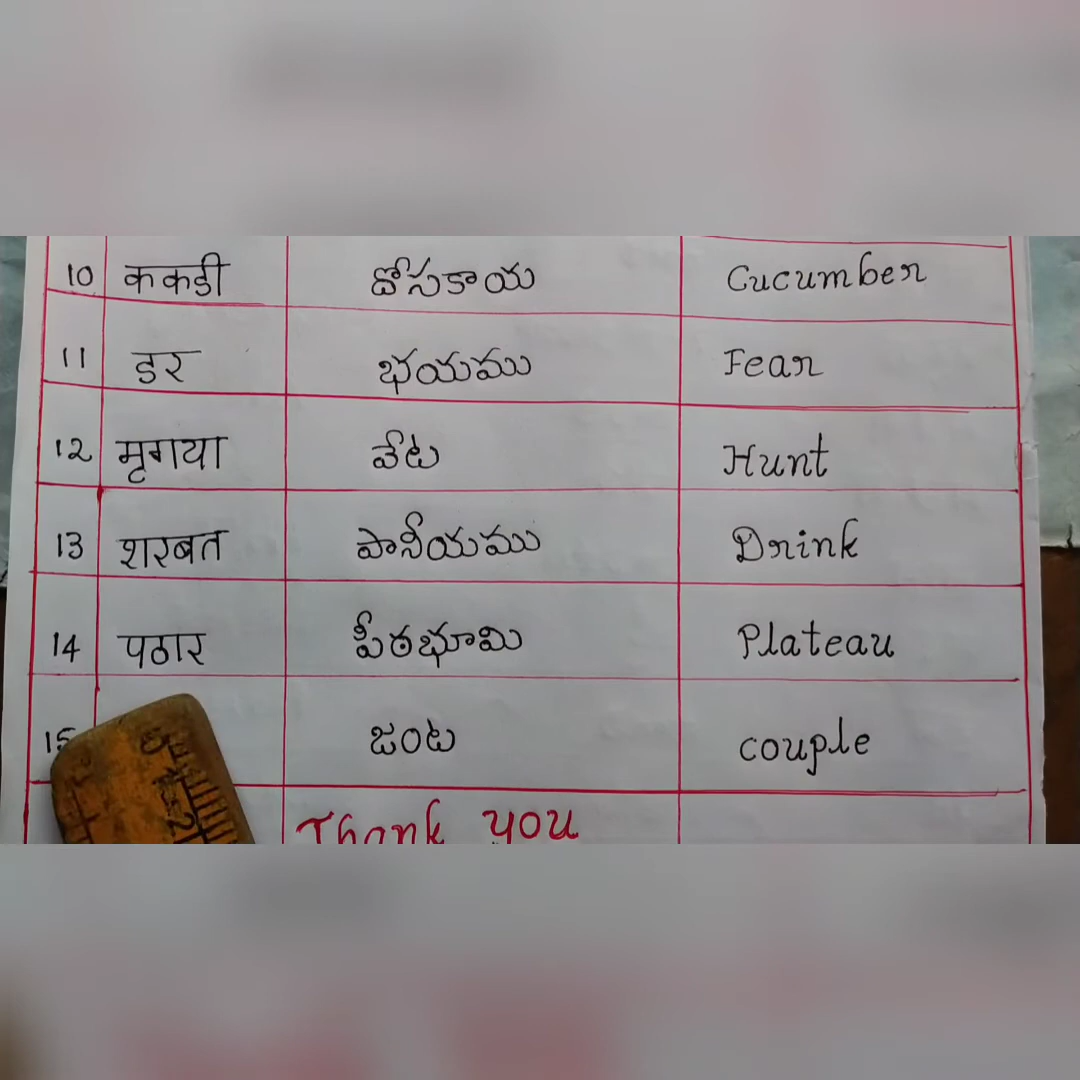 10 ककडी దోసకాయ Cucumber
11 डर భయము Fear
12 मृगया వేట Hunt
13 शरबत పానీయము Drink
14 पठार పీఠభూమి Plateau
15 జంట couple
Thank you